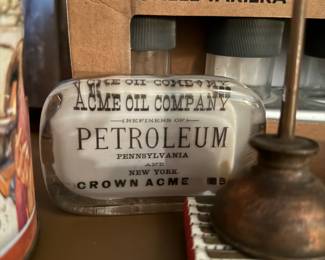 ACME OIL COMPANY
REFINERS OF
PETROLEUM
PENNSYLVANIA
AND
NEW YORK.
CROWN ACME